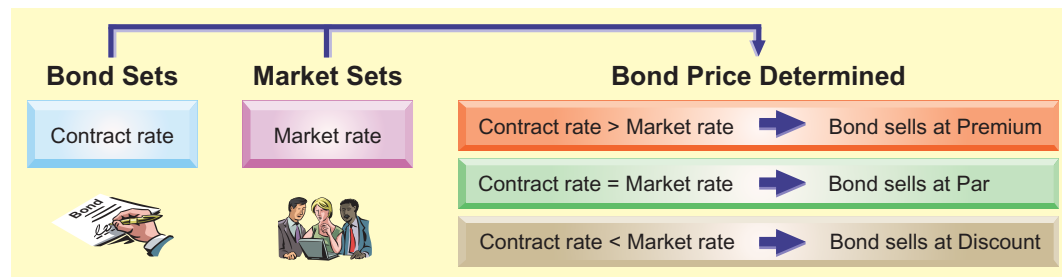 Bond Sets
Contract rate
Bond
Market Sets
Market rate
Bond Price Determined
Contract rate > Market rate Bond sells at Premium
Contract rate = Market rate Bond sells at Par
Contract rate < Market rate Bond sells at Discount